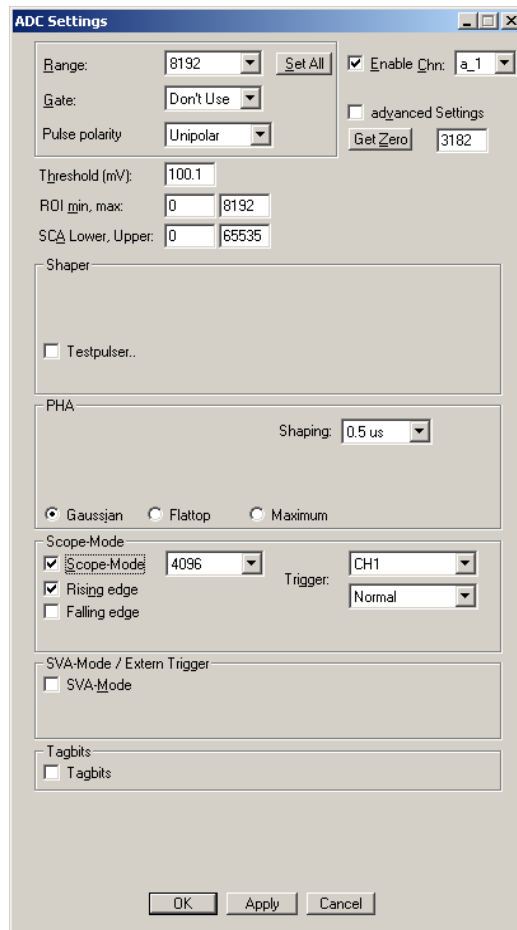 ADC Settings
Range: 8192 Set All
Enable Chn: a_1
Gate: Don't Use
advanced Settings
Pulse polarity Unipolar
Get Zero 3182
Threshold (mV): 100.1
ROI min, max: 0 8192
SCA Lower, Upper: 0 65535
Shaper
Testpulser..
PHA
Shaping: 0.5 us
Gaussian Flattop Maximum
Scope-Mode
Scope-Mode 4096 Trigger: CH1
Rising edge Normal
Falling edge
SVA-Mode / Extern Trigger
SVA-Mode
Tagbits
Tagbits
OK Apply Cancel